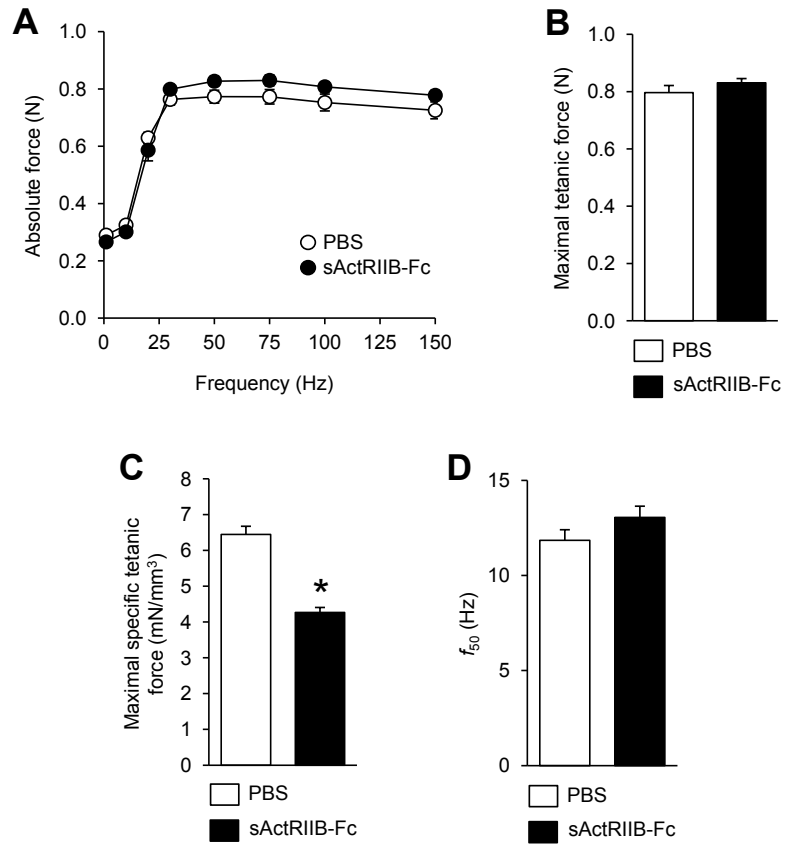 A
Absolute force (N)
1.0
0.8
0.6
0.4
0.2
0.0
PBS
sActRIIB-Fc
0 25 50 75 100 125 150
Frequency (Hz)
B
Maximal tetanic force (N)
1.0
0.8
0.6
0.4
0.2
0.0
PBS
sActRIIB-Fc
C
Maximal specific tetanic
force (mN/mm³)
8
7
6
5
4
3
2
1
0
*
PBS
sActRIIB-Fc
D
f₅₀ (Hz)
15
10
5
0
PBS
sActRIIB-Fc